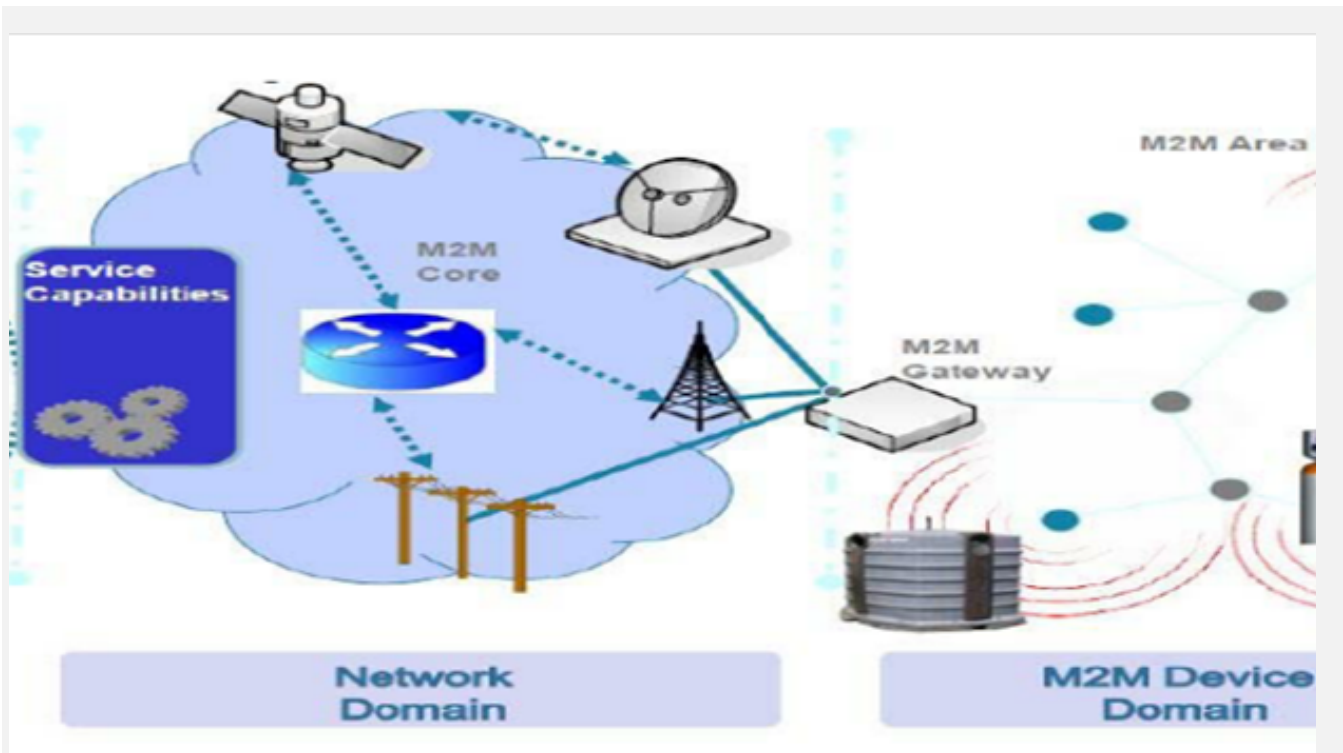 M2M Area
M2M
Core
Service
Capabilities
M2M
Gateway
Network
Domain
M2M Device
Domain